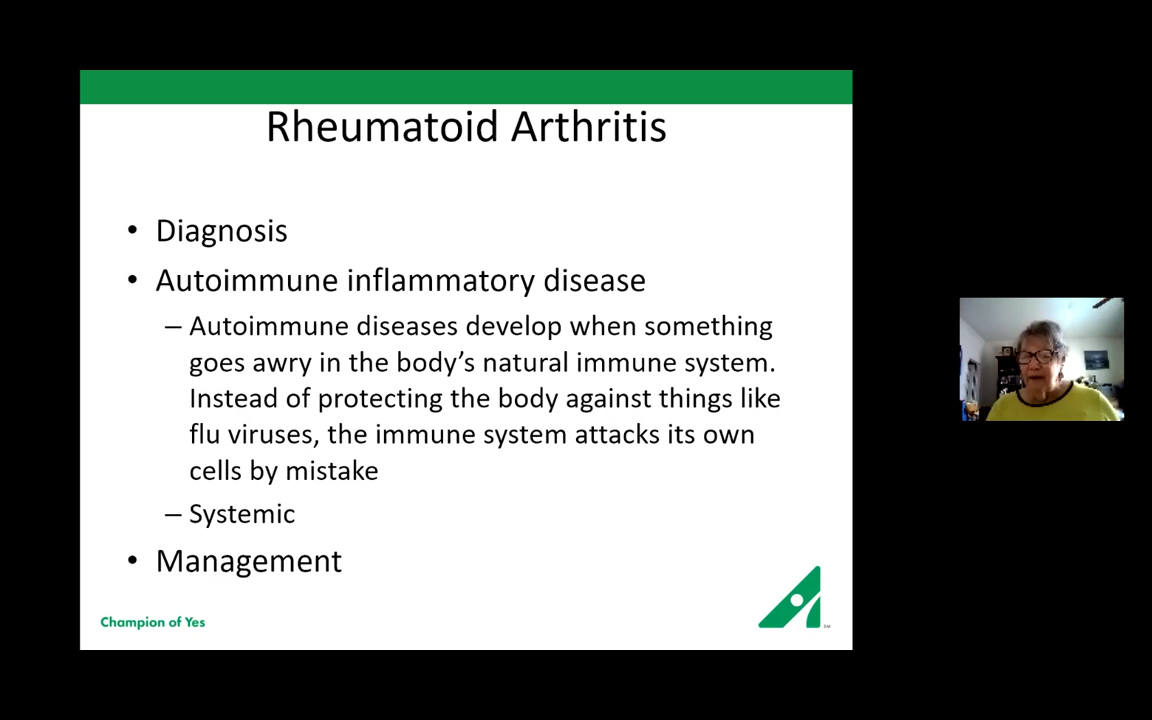 Rheumatoid Arthritis
• Diagnosis
• Autoimmune inflammatory disease
– Autoimmune diseases develop when something
goes awry in the body’s natural immune system.
Instead of protecting the body against things like
flu viruses, the immune system attacks its own
cells by mistake
– Systemic
• Management
Champion of Yes
SM